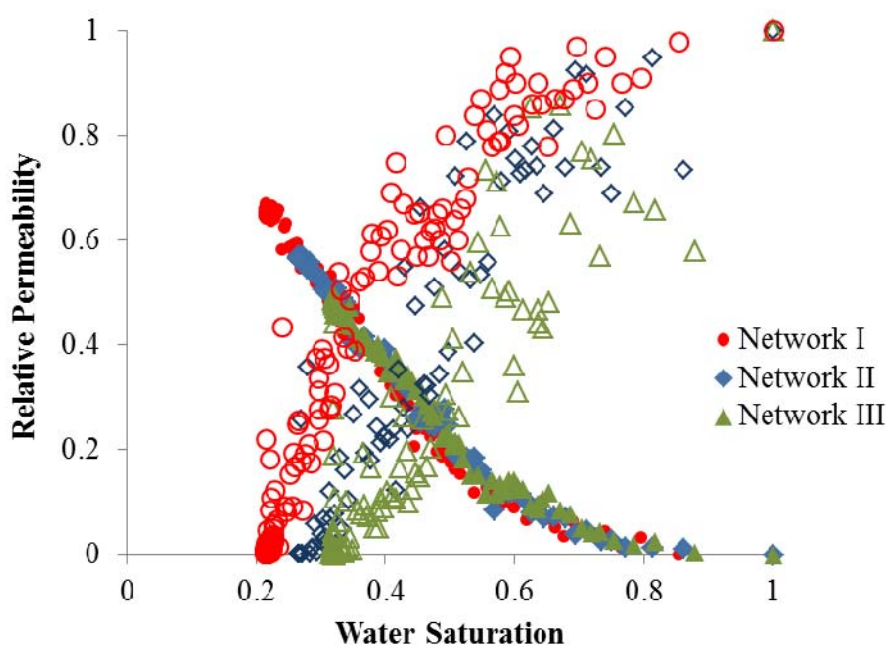 1
0.8
0.6
0.4
0.2
0
0
0.2
0.4
0.6
0.8
1
Relative Permeability
Water Saturation
Network I
Network II
Network III